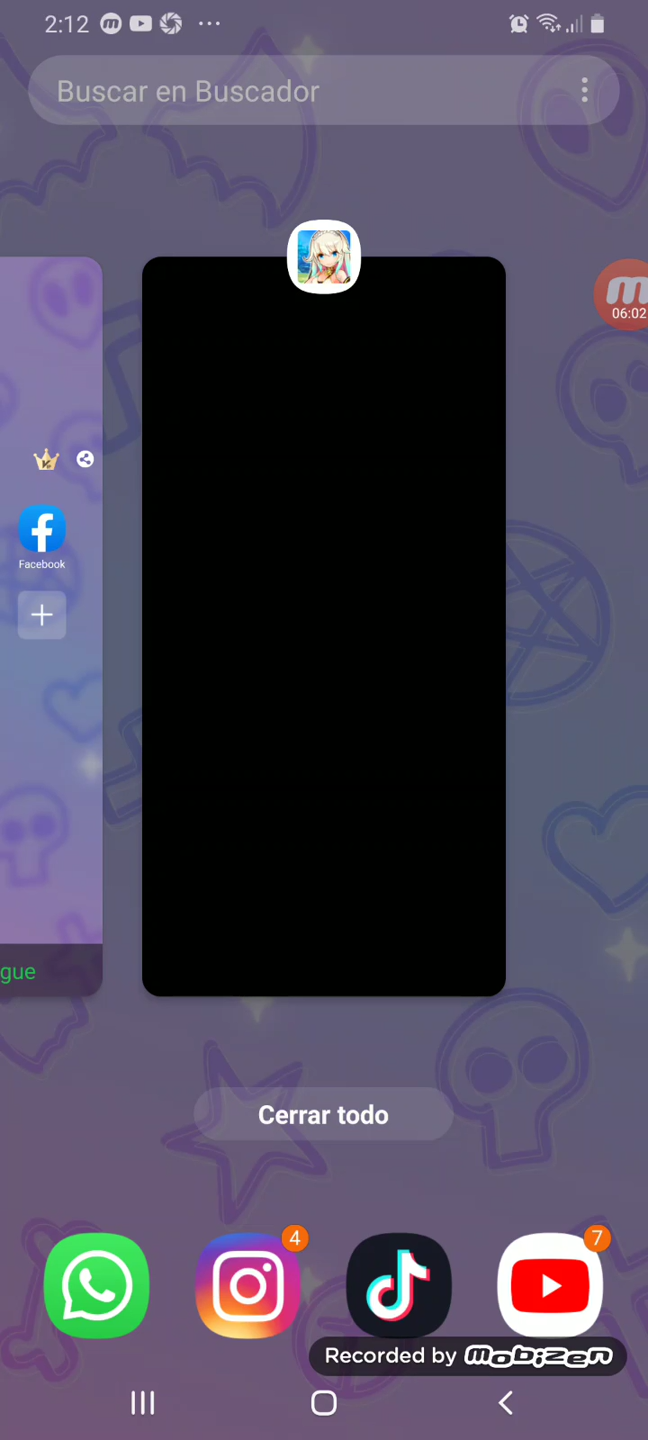 2:12
Buscar en Buscador
06:02
Facebook
gue
Cerrar todo
4
7
Recorded by mobizen